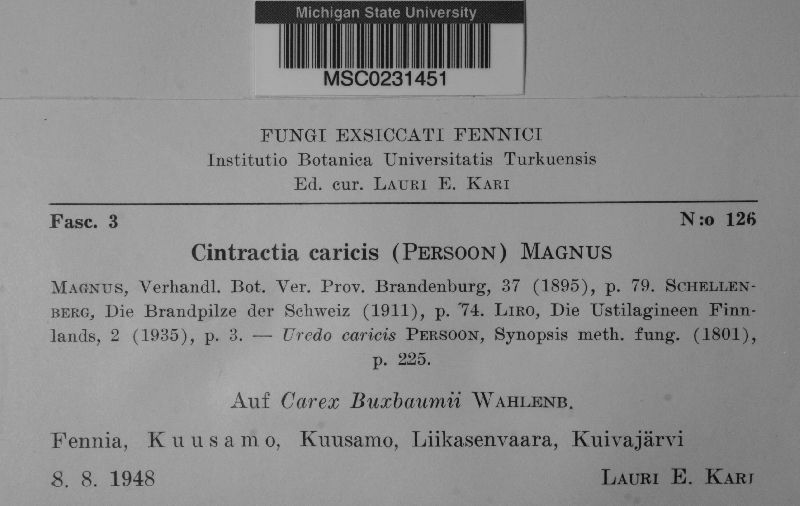 Michigan State University
MSC0231451
FUNGI EXSICCATI FENNICI
Institutio Botanica Universitatis Turkuensis
Ed. cur. LAURI E. KARI
Fasc. 3 N:o 126
Cintractia caricis (PERSOON) MAGNUS
MAGNUS, Verhandl. Bot. Ver. Prov. Brandenburg, 37 (1895), p. 79. SCHELLEN-
BERG, Die Brandpilze der Schweiz (1911), p. 74. LIRO, Die Ustilagineen Finn-
lands, 2 (1935), p. 3. — Uredo caricis PERSOON, Synopsis meth. fung. (1801),
p. 225.
Auf Carex Buxbaumii WAHLENB.
Fennia, Kuusamo, Kuusamo, Liikasenvaara, Kuivajärvi
8. 8. 1948 LAURI E. KARI